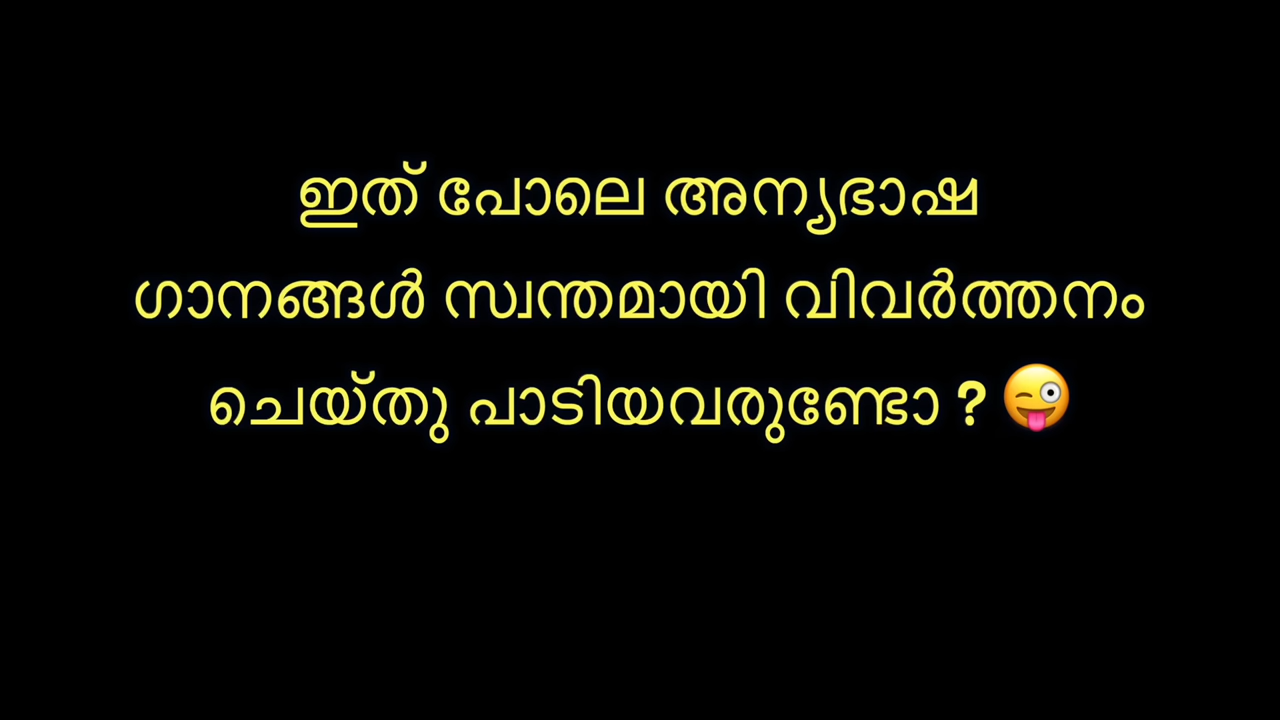 ഇത് പോലെ അന്യഭാഷ
ഗാനങ്ങൾ സ്വന്തമായി വിവർത്തനം
ചെയ്തു പാടിയവരുണ്ടോ ? 😜